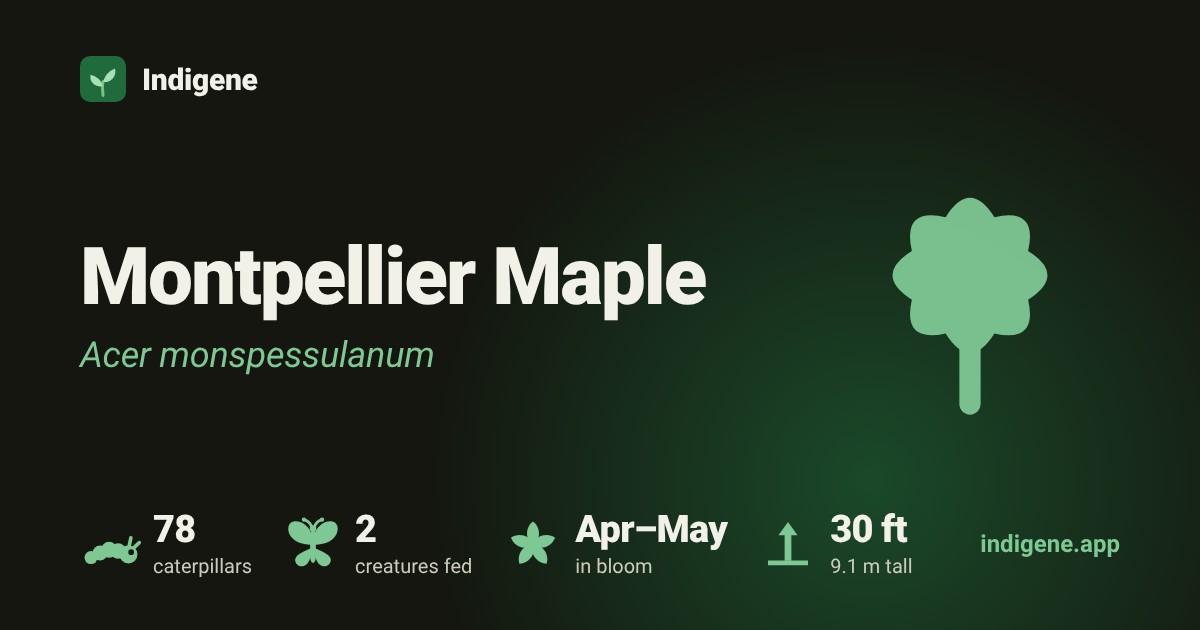 Indigene
Montpellier Maple
Acer monspessulanum
78
caterpillars
2
creatures fed
Apr–May
in bloom
30 ft
9.1 m tall
indigene.app